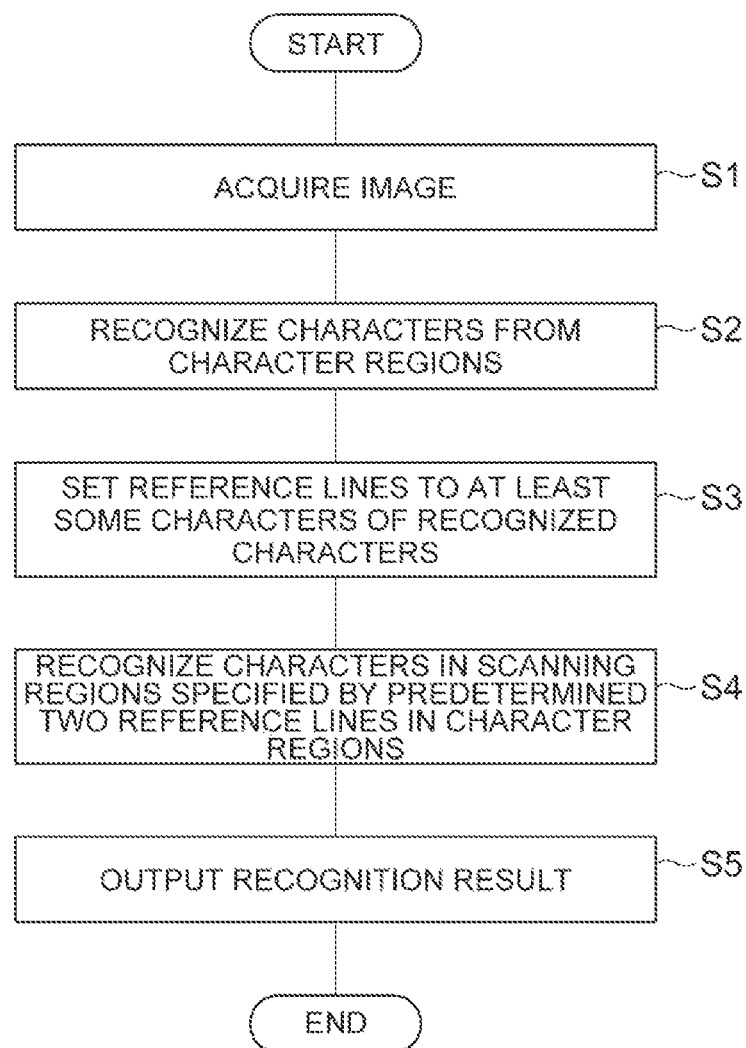 START
ACQUIRE IMAGE
S1
RECOGNIZE CHARACTERS FROM
CHARACTER REGIONS
S2
SET REFERENCE LINES TO AT LEAST
SOME CHARACTERS OF RECOGNIZED
CHARACTERS
S3
RECOGNIZE CHARACTERS IN SCANNING
REGIONS SPECIFIED BY PREDETERMINED
TWO REFERENCE LINES IN CHARACTER
REGIONS
S4
OUTPUT RECOGNITION RESULT
S5
END